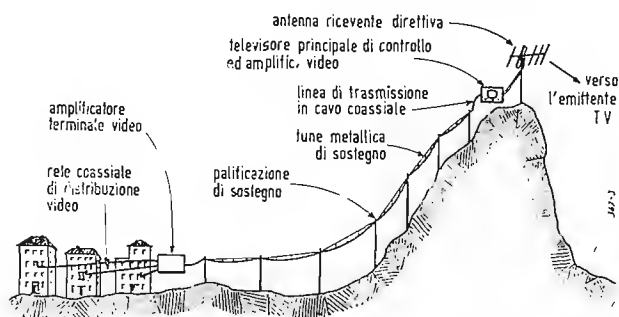 antenna ricevente direttiva
televisore principale di controllo
ed amplific. video
verso
l'emittente
TV
linea di trasmissione
in cavo coassiale
amplificatore
terminale video
tune metallica
di sostegno
rete coassiale
di distribuzione
video
palificazione
di sostegno